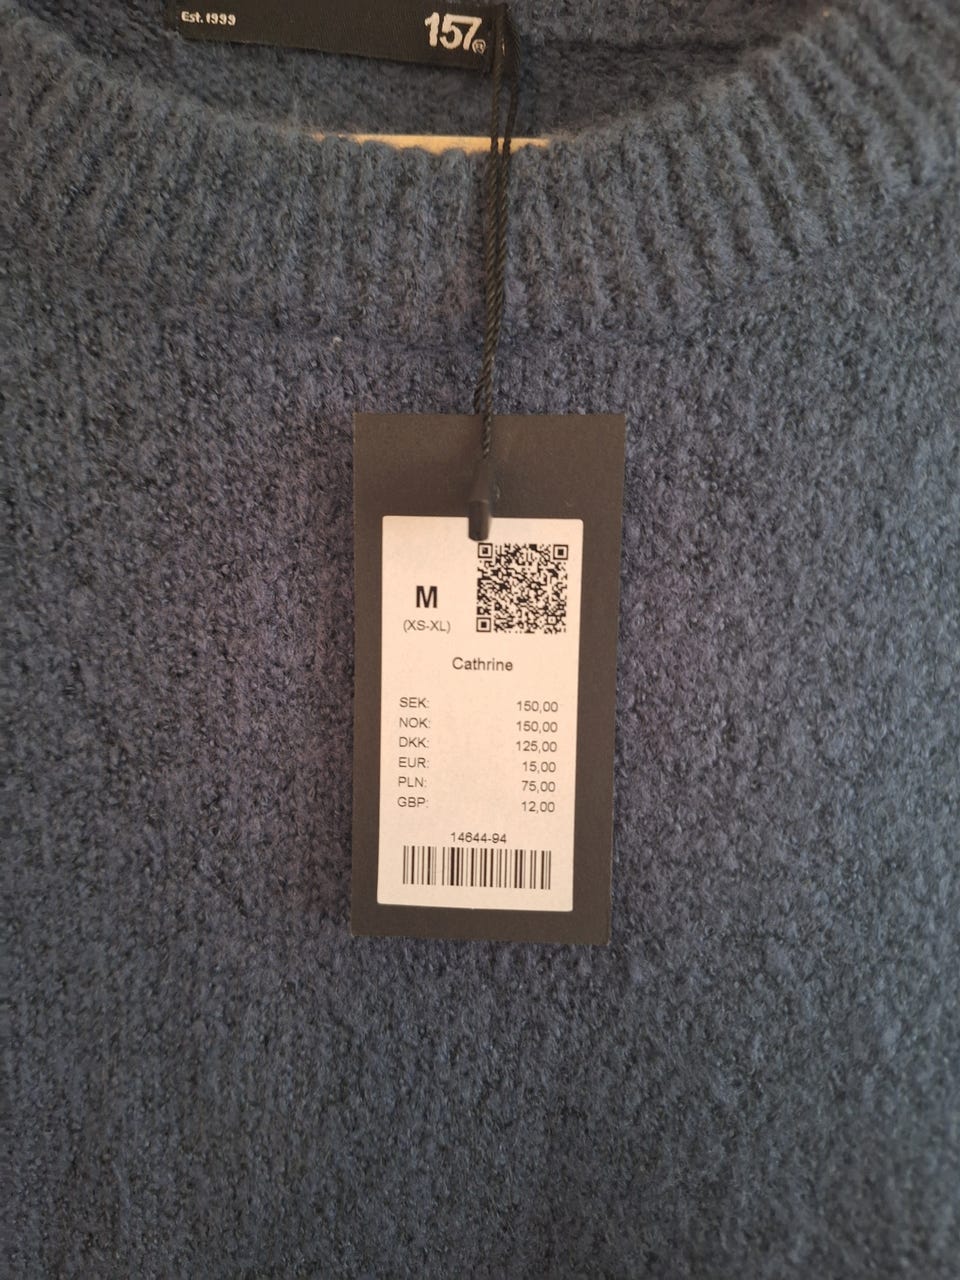 Est. 1999
157®
M
(XS-XL)
Cathrine
SEK: 150,00
NOK: 150,00
DKK: 125,00
EUR: 15,00
PLN: 75,00
GBP: 12,00
14644-94